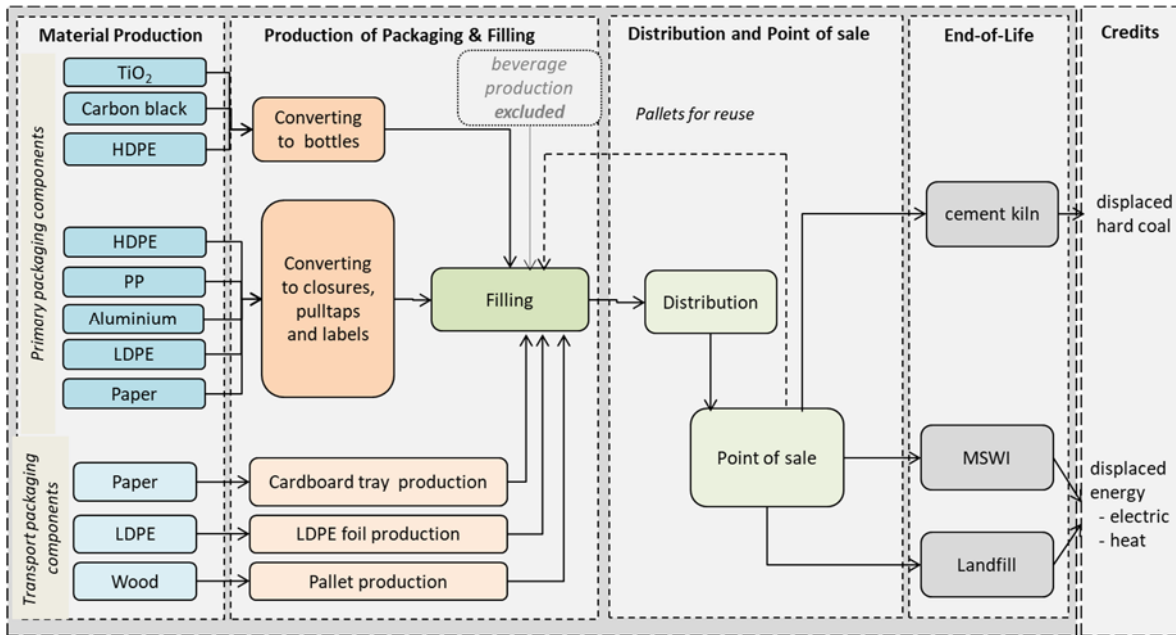 Material Production
Production of Packaging & Filling
Distribution and Point of sale
End-of-Life
Credits
Primary packaging components
TiO2
Carbon black
HDPE
HDPE
PP
Aluminium
LDPE
Paper
Transport packaging
components
Paper
LDPE
Wood
Converting
to bottles
beverage
production
excluded
Converting
to closures,
pulltaps
and labels
Filling
Cardboard tray production
LDPE foil production
Pallet production
Pallets for reuse
Distribution
Point of sale
cement kiln
MSWI
Landfill
displaced
hard coal
displaced
energy
- electric
- heat